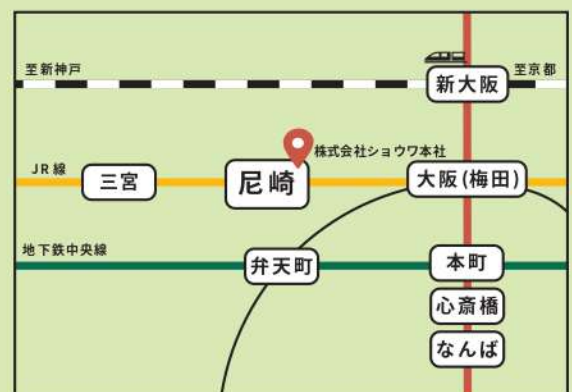 至新神戸
至京都
新大阪
株式会社ショウワ本社
JR線
三宮
尼崎
大阪(梅田)
地下鉄中央線
弁天町
本町
心斎橋
なんば